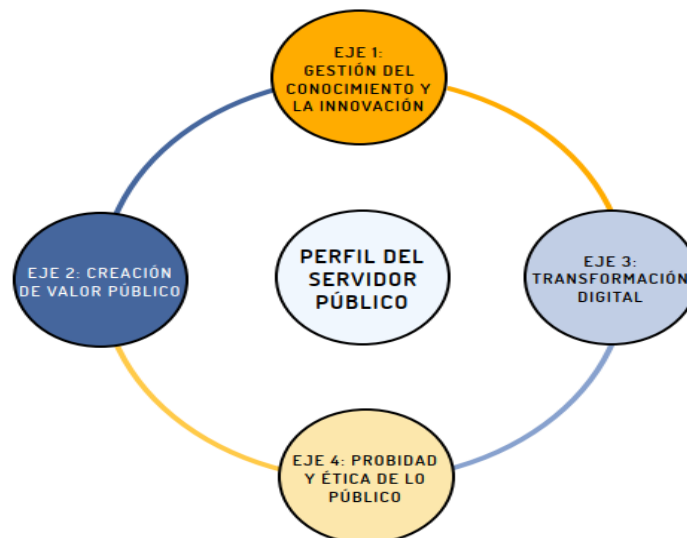 EJE 1:
GESTIÓN DEL
CONOCIMIENTO Y
LA INNOVACIÓN
EJE 2: CREACIÓN
DE VALOR PÚBLICO
PERFIL DEL
SERVIDOR
PÚBLICO
EJE 3:
TRANSFORMACIÓN
DIGITAL
EJE 4: PROBIDAD
Y ÉTICA DE LO
PÚBLICO